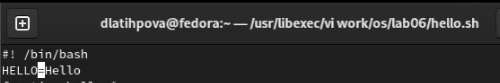 dlatihpova@fedora:~ — /usr/libexec/vi work/os/lab06/hello.sh
#! /bin/bash
HELLO=Hello